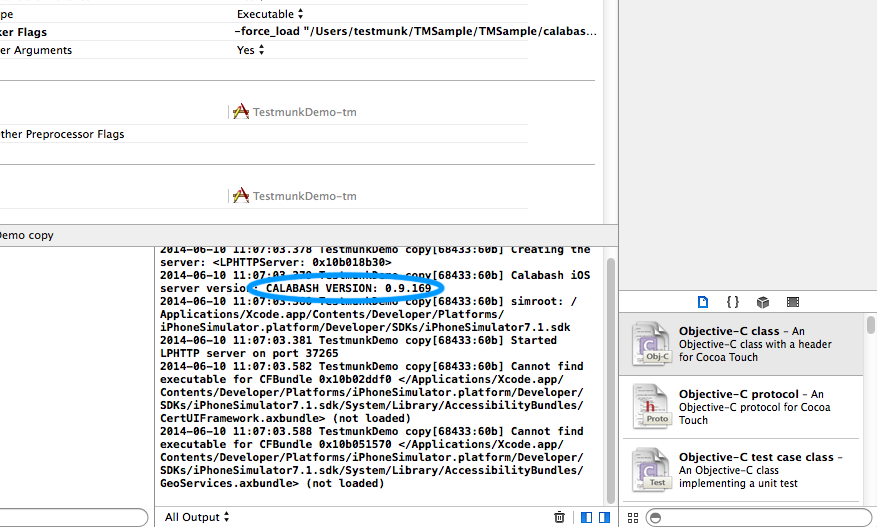 pe Executable
ker Flags -force_load "/Users/testmunk/TMSample/TMSample/calabas...
er Arguments Yes
TestmunkDemo-tm
ther Preprocessor Flags
TestmunkDemo-tm
Demo copy
2014-06-10 11:07:03.378 TestmunkDemo copy[68433:60b] Creating the
server: <LPHTTPServer: 0x10b018b30>
2014-06-10 11:07:03.379 TestmunkDemo copy[68433:60b] Calabash iOS
server version: CALABASH VERSION: 0.9.169
2014-06-10 11:07:03.380 TestmunkDemo copy[68433:60b] simroot: /
Applications/Xcode.app/Contents/Developer/Platforms/
iPhoneSimulator.platform/Developer/SDKs/iPhoneSimulator7.1.sdk
2014-06-10 11:07:03.381 TestmunkDemo copy[68433:60b] Started
LPHTTP server on port 37265
2014-06-10 11:07:03.582 TestmunkDemo copy[68433:60b] Cannot find
executable for CFBundle 0x10b02ddf0 </Applications/Xcode.app/
Contents/Developer/Platforms/iPhoneSimulator.platform/Developer/
SDKs/iPhoneSimulator7.1.sdk/System/Library/AccessibilityBundles/
CertUIFramework.axbundle> (not loaded)
2014-06-10 11:07:03.588 TestmunkDemo copy[68433:60b] Cannot find
executable for CFBundle 0x10b051570 </Applications/Xcode.app/
Contents/Developer/Platforms/iPhoneSimulator.platform/Developer/
SDKs/iPhoneSimulator7.1.sdk/System/Library/AccessibilityBundles/
GeoServices.axbundle> (not loaded)
All Output
{ }
Obj-C
Objective-C class – An
Objective-C class with a header
for Cocoa Touch
h
Proto
Objective-C protocol – An
Objective-C protocol for Cocoa
Touch
Test
Objective-C test case class –
An Objective-C class
implementing a unit test